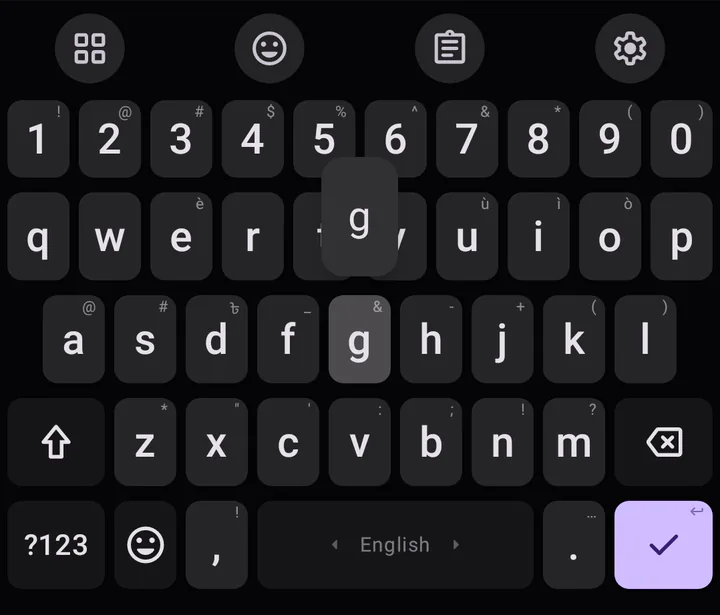 ! @ # $ % ^ & * ( )
1 2 3 4 5 6 7 8 9 0
g
è ù ì ò
q w e r u i o p
@ # ъ _ & - + ( )
a s d f g h j k l
* " ' : ; ! ?
z x c v b n m
! …
?123 , English .